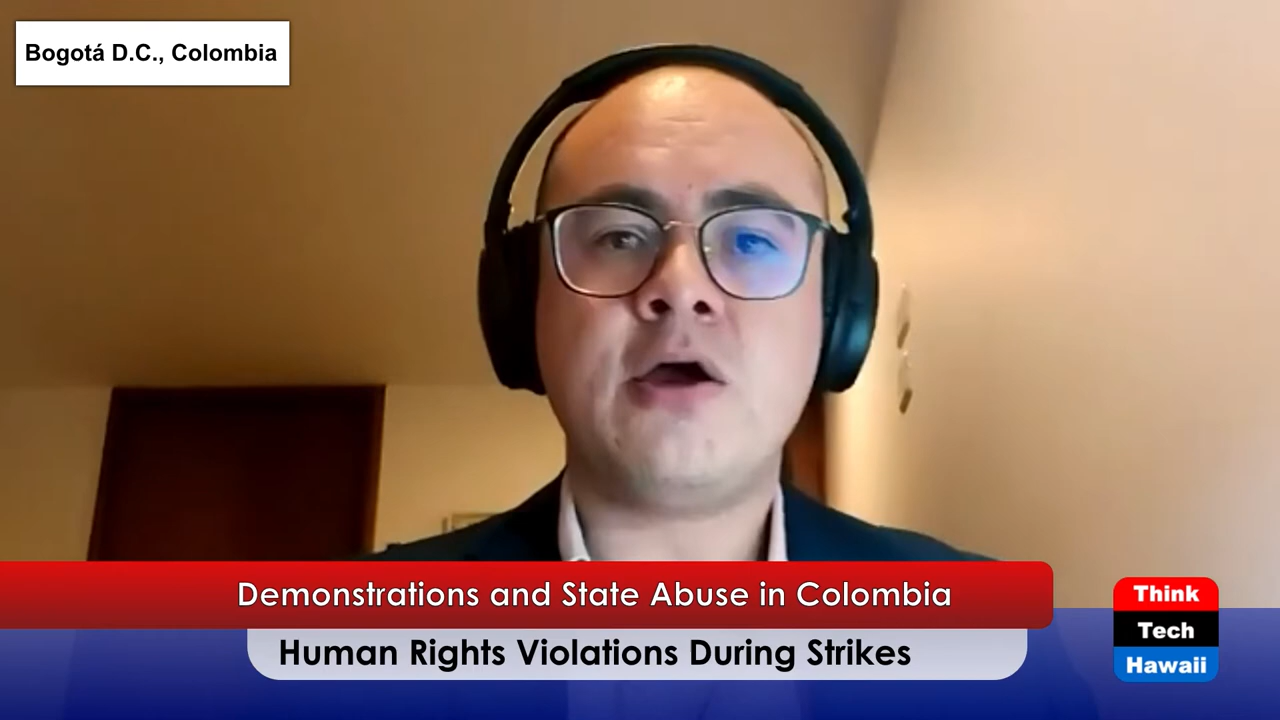 Bogotá D.C., Colombia
Demonstrations and State Abuse in Colombia
Human Rights Violations During Strikes
Think
Tech
Hawaii